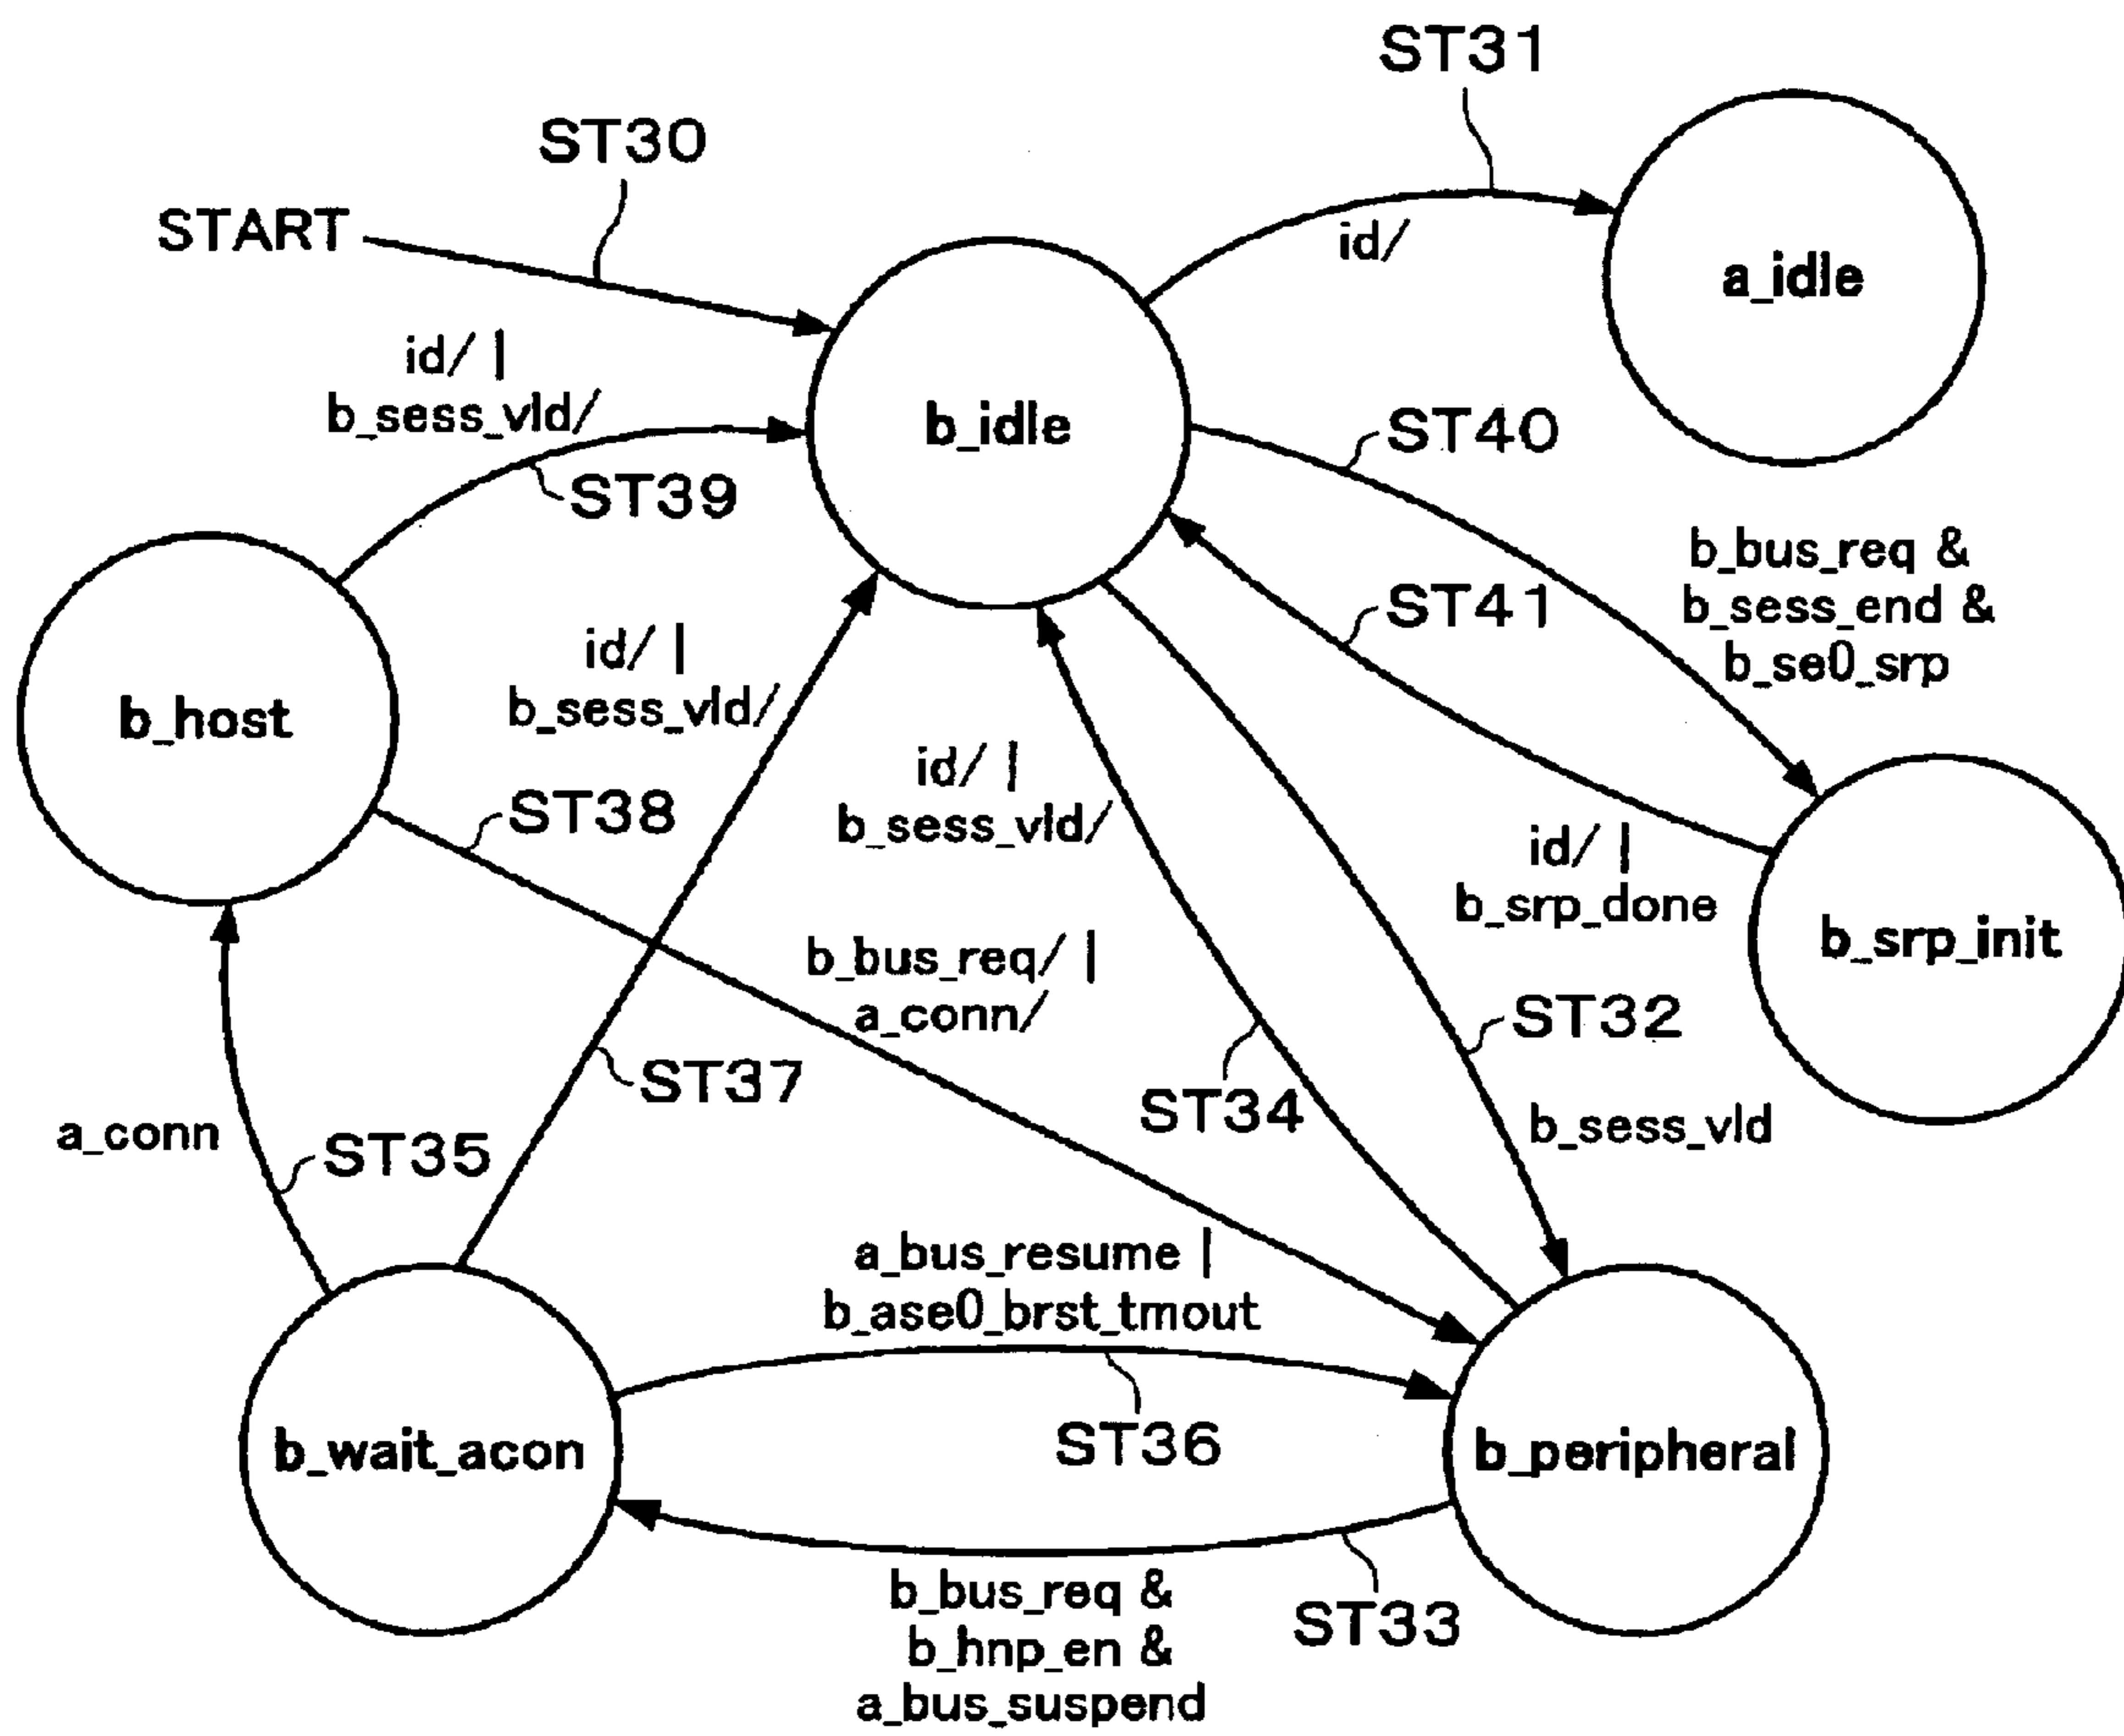 ST31
ST30
START
id/
a_idle
id/ |
b_sess_vld/
b_idle
ST40
ST39
b_bus_req &
b_sess_end &
b_se0_srp
ST41
id/ |
b_sess_vld/
b_host
ST38
id/ |
b_sess_vld/
id/ |
b_srp_done
b_srp_init
b_bus_req/ |
a_conn/
ST32
ST37
ST34
b_sess_vld
a_conn
ST35
a_bus_resume |
b_ase0_brst_tmout
ST36
b_wait_acon
b_peripheral
b_bus_req &
b_hnp_en &
a_bus_suspend
ST33